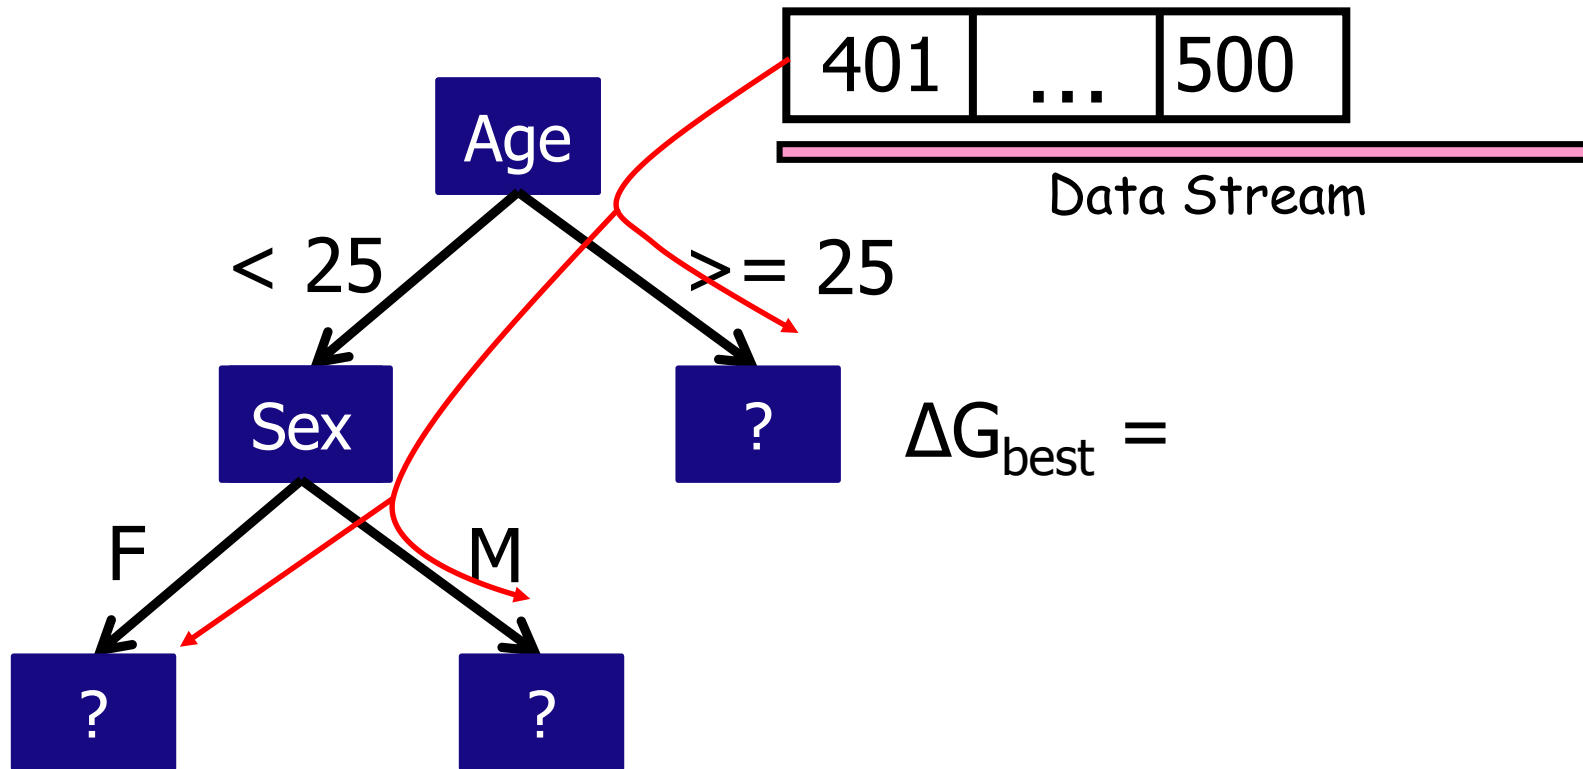 401 ... 500
Age
Data Stream
< 25
>= 25
Sex
?
ΔGbest =
F
M
?
?